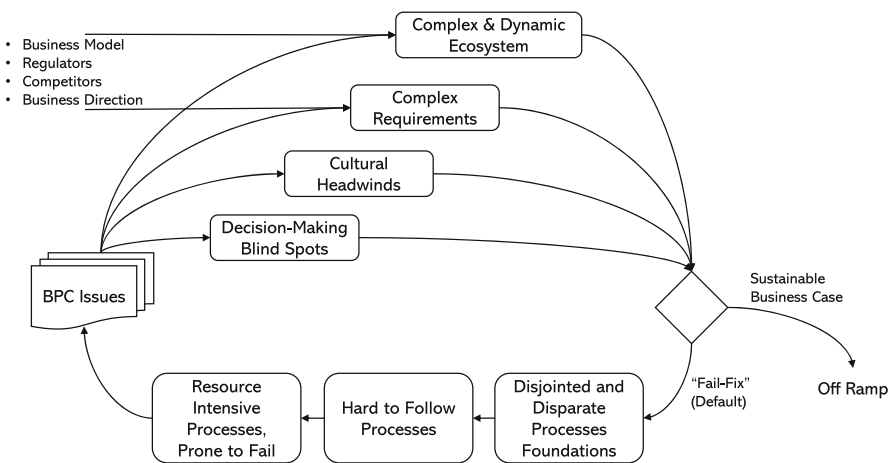 Complex & Dynamic
Ecosystem
• Business Model
• Regulators
• Competitors
• Business Direction
Complex
Requirements
Cultural
Headwinds
Decision-Making
Blind Spots
BPC Issues
Sustainable
Business Case
Off Ramp
“Fail-Fix”
(Default)
Disjointed and
Disparate
Processes
Foundations
Hard to Follow
Processes
Resource
Intensive
Processes,
Prone to Fail